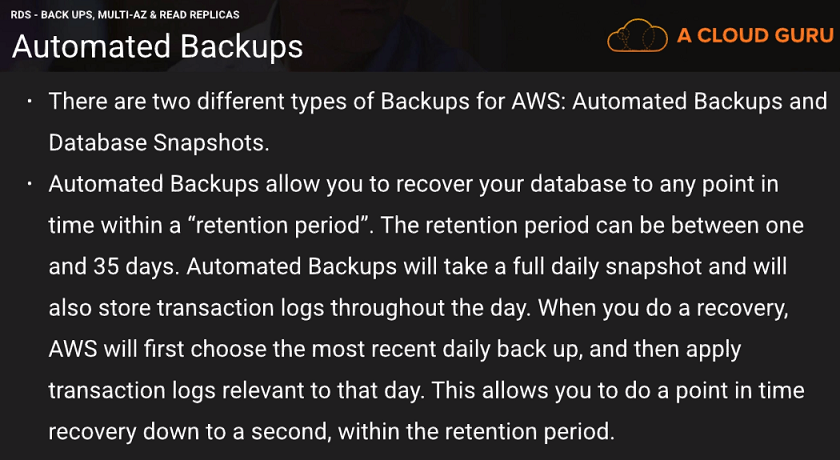 RDS - BACK UPS, MULTI-AZ & READ REPLICAS
Automated Backups
A CLOUD GURU
• There are two different types of Backups for AWS: Automated Backups and
Database Snapshots.
• Automated Backups allow you to recover your database to any point in
time within a “retention period”. The retention period can be between one
and 35 days. Automated Backups will take a full daily snapshot and will
also store transaction logs throughout the day. When you do a recovery,
AWS will first choose the most recent daily back up, and then apply
transaction logs relevant to that day. This allows you to do a point in time
recovery down to a second, within the retention period.